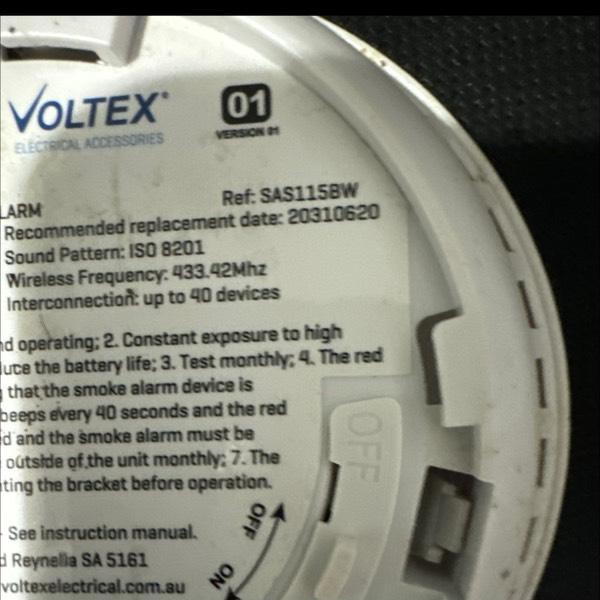 VOLTEX
01
ELECTRICAL ACCESSORIES
VERSION 01
LARM
Ref: SAS115BW
Recommended replacement date: 20310620
Sound Pattern: ISO 8201
Wireless Frequency: 433.42Mhz
Interconnection: up to 40 devices
nd operating; 2. Constant exposure to high
uce the battery life; 3. Test monthly; 4. The red
that the smoke alarm device is
beeps every 40 seconds and the red
d and the smoke alarm must be
outside of the unit monthly; 7. The
ting the bracket before operation.
- See instruction manual.
d Reynella SA 5161
voltexelectrical.com.au
OFF
OFF
ON